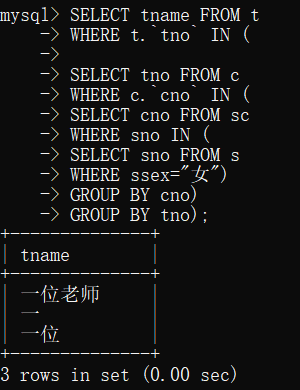 mysql> SELECT tname FROM t
    -> WHERE t.`tno` IN (
    ->
    -> SELECT tno FROM c
    -> WHERE c.`cno` IN (
    -> SELECT cno FROM sc
    -> WHERE sno IN (
    -> SELECT sno FROM s
    -> WHERE ssex="女")
    -> GROUP BY cno)
    -> GROUP BY tno);
+--------------+
| tname        |
+--------------+
| 一位老师
| 一
| 一位
+--------------+
3 rows in set (0.00 sec)